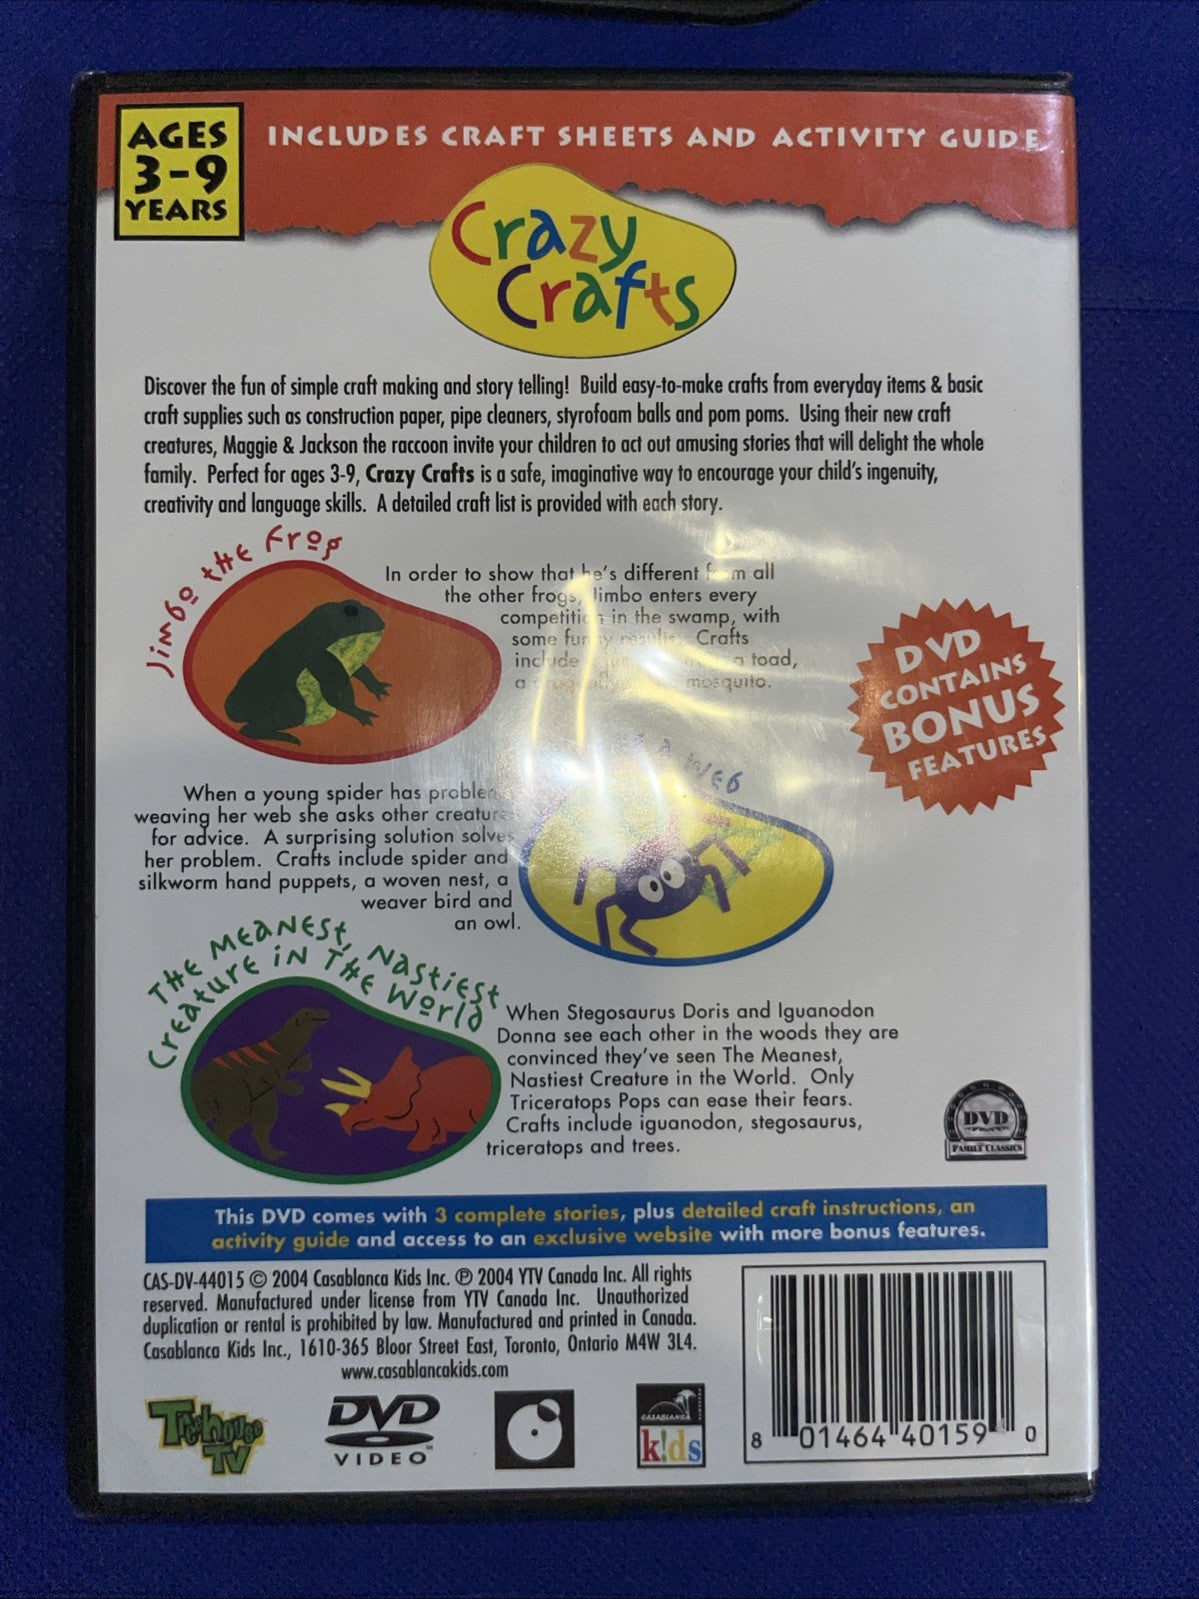 AGES
3-9
YEARS
INCLUDES CRAFT SHEETS AND ACTIVITY GUIDE
Crazy
Crafts
Discover the fun of simple craft making and story telling! Build easy-to-make crafts from everyday items & basic
craft supplies such as construction paper, pipe cleaners, styrofoam balls and pom poms. Using their new craft
creatures, Maggie & Jackson the raccoon invite your children to act out amusing stories that will delight the whole
family. Perfect for ages 3-9, Crazy Crafts is a safe, imaginative way to encourage your child's ingenuity,
creativity and language skills. A detailed craft list is provided with each story.
Jimbo the Frog
In order to show that he's different from all
the other frogs, Jimbo enters every
competition in the swamp, with
some funny results. Crafts
include a toad,
a mosquito.
DVD
CONTAINS
BONUS
FEATURES
a Web
When a young spider has problems
weaving her web she asks other creatures
for advice. A surprising solution solves
her problem. Crafts include spider and
silkworm hand puppets, a woven nest, a
weaver bird and
an owl.
The Meanest, Nastiest
Creature in The World
When Stegosaurus Doris and Iguanodon
Donna see each other in the woods they are
convinced they've seen The Meanest,
Nastiest Creature in the World. Only
Triceratops Pops can ease their fears.
Crafts include iguanodon, stegosaurus,
triceratops and trees.
DVD
FAMILY CLASSICS
This DVD comes with 3 complete stories, plus detailed craft instructions, an
activity guide and access to an exclusive website with more bonus features.
CAS-DV-44015 © 2004 Casablanca Kids Inc. ℗ 2004 YTV Canada Inc. All rights
reserved. Manufactured under license from YTV Canada Inc. Unauthorized
duplication or rental is prohibited by law. Manufactured and printed in Canada.
Casablanca Kids Inc., 1610-365 Bloor Street East, Toronto, Ontario M4W 3L4.
www.casablancakids.com
Treehouse
TV
DVD
VIDEO™
CASABLANCA
k!ds
8 01464 40159 0